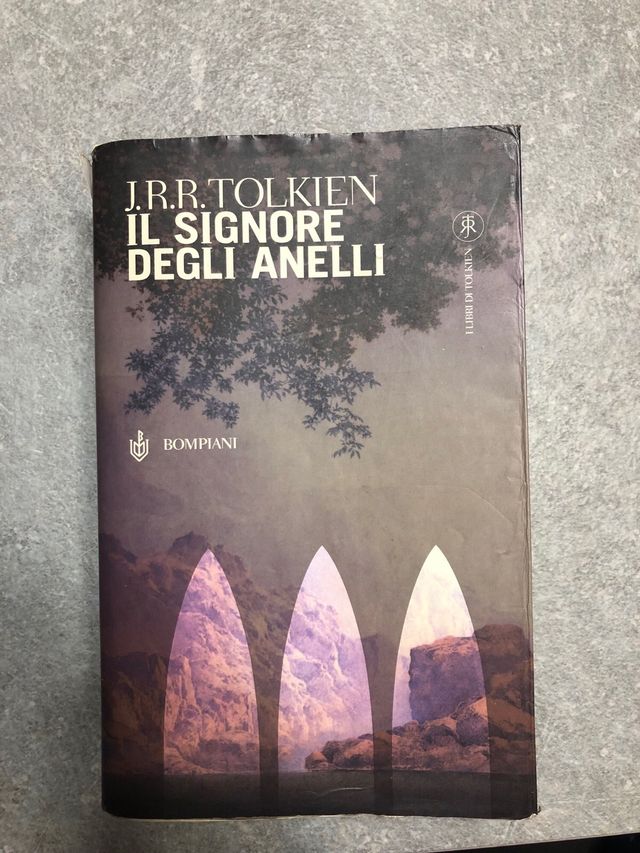 J.R.R. TOLKIEN
IL SIGNORE
DEGLI ANELLI
I LIBRI DI TOLKIEN
BOMPIANI